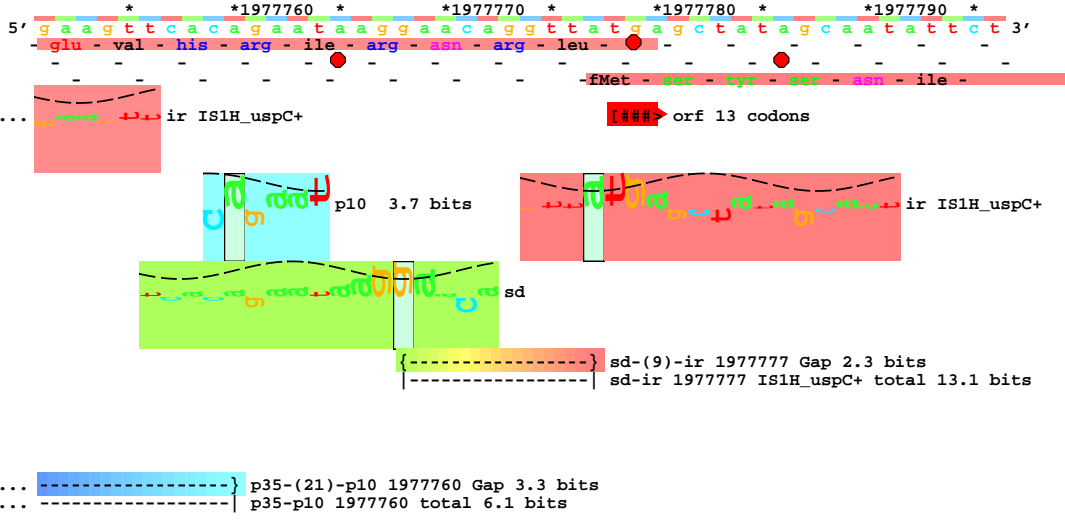 * 1977760 * 1977770 * 1977780 * 1977790 *
5' g a a g t t c a c a g a a t a a g g a a c a g g t t a t g a g c t a t a g c a a t a t t c t 3'
- glu - val - his - arg - ile - arg - asn - arg - leu - - - - - -
- - - - - - - - - - - - - -
- - - - - - - - fMet - ser - tyr - ser - asn - ile -
... g a a g t t ir IS1H_uspC+ [###> orf 13 codons
c a g a a t p10 3.7 bits g t t a t g a g c t a t a g c a a t ir IS1H_uspC+
t c a c a g a a t a a g g a a c a sd
{-----------------} sd-(9)-ir 1977777 Gap 2.3 bits
|-----------------| sd-ir 1977777 IS1H_uspC+ total 13.1 bits
... ------------------} p35-(21)-p10 1977760 Gap 3.3 bits
... ------------------| p35-p10 1977760 total 6.1 bits